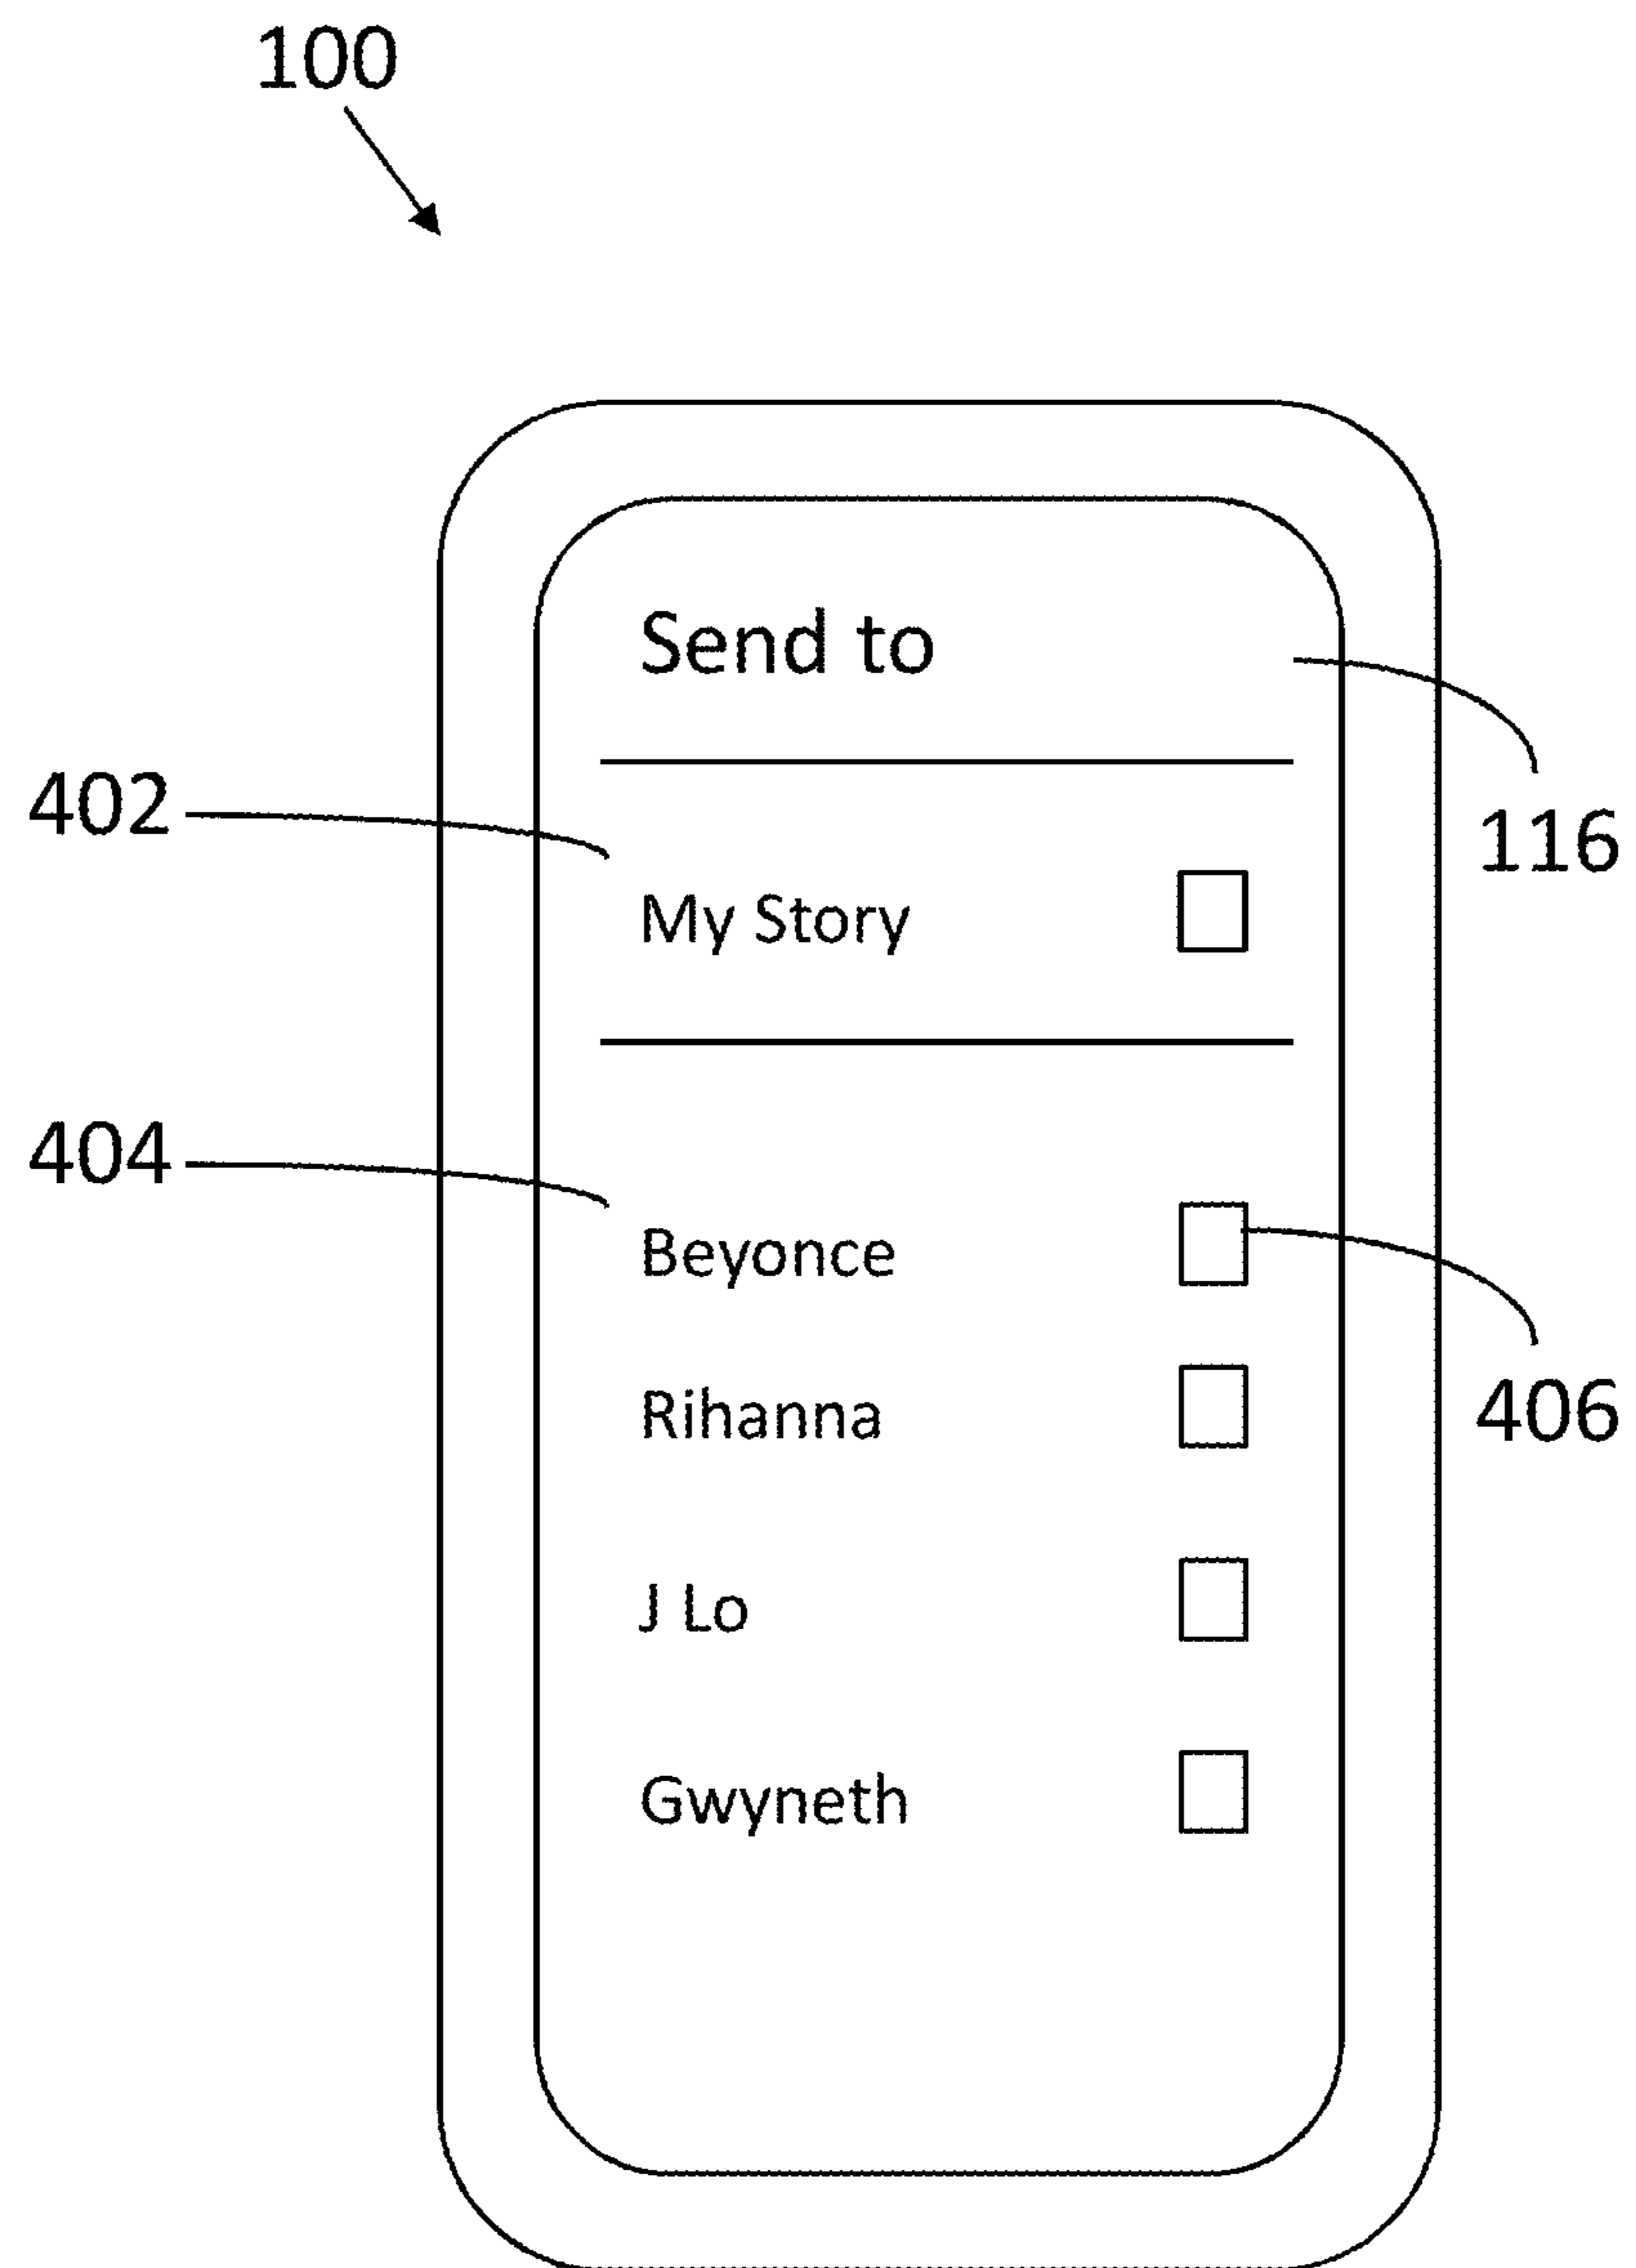 100
Send to
116
402
My Story
404
Beyonce
406
Rihanna
J Lo
Gwyneth